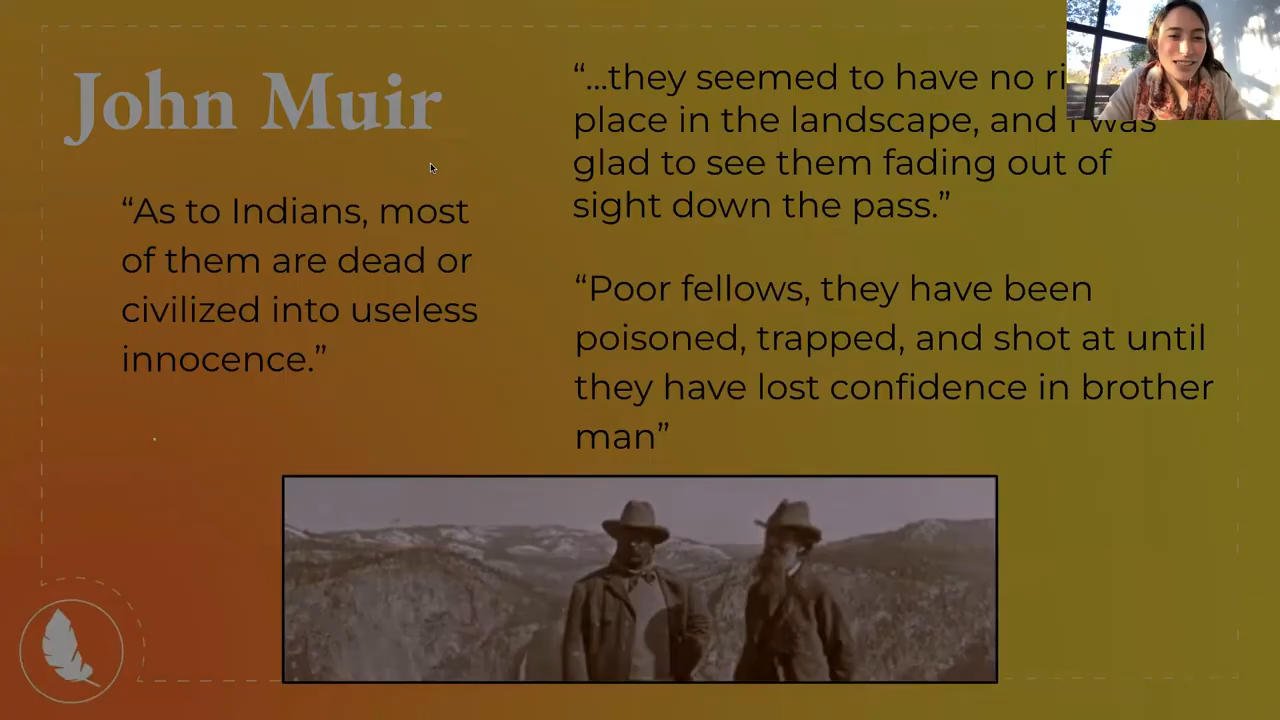 John Muir
“As to Indians, most
of them are dead or
civilized into useless
innocence.”
“...they seemed to have no
place in the landscape, and I was
glad to see them fading out of
sight down the pass.”
“Poor fellows, they have been
poisoned, trapped, and shot at until
they have lost confidence in brother
man”